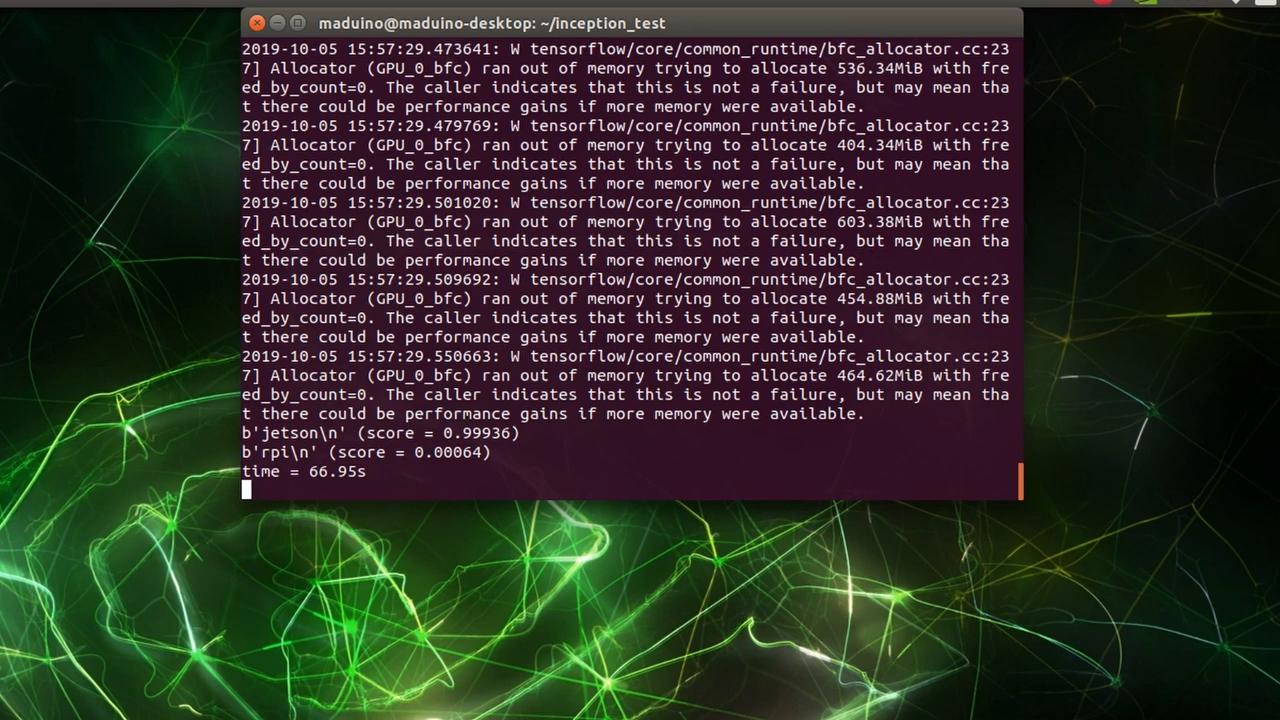 maduino@maduino-desktop: ~/inception_test
2019-10-05 15:57:29.473641: W tensorflow/core/common_runtime/bfc_allocator.cc:23
7] Allocator (GPU_0_bfc) ran out of memory trying to allocate 536.34MiB with fre
ed_by_count=0. The caller indicates that this is not a failure, but may mean tha
t there could be performance gains if more memory were available.
2019-10-05 15:57:29.479769: W tensorflow/core/common_runtime/bfc_allocator.cc:23
7] Allocator (GPU_0_bfc) ran out of memory trying to allocate 404.34MiB with fre
ed_by_count=0. The caller indicates that this is not a failure, but may mean tha
t there could be performance gains if more memory were available.
2019-10-05 15:57:29.501020: W tensorflow/core/common_runtime/bfc_allocator.cc:23
7] Allocator (GPU_0_bfc) ran out of memory trying to allocate 603.38MiB with fre
ed_by_count=0. The caller indicates that this is not a failure, but may mean tha
t there could be performance gains if more memory were available.
2019-10-05 15:57:29.509692: W tensorflow/core/common_runtime/bfc_allocator.cc:23
7] Allocator (GPU_0_bfc) ran out of memory trying to allocate 454.88MiB with fre
ed_by_count=0. The caller indicates that this is not a failure, but may mean tha
t there could be performance gains if more memory were available.
2019-10-05 15:57:29.550663: W tensorflow/core/common_runtime/bfc_allocator.cc:23
7] Allocator (GPU_0_bfc) ran out of memory trying to allocate 464.62MiB with fre
ed_by_count=0. The caller indicates that this is not a failure, but may mean tha
t there could be performance gains if more memory were available.
b'jetson\n' (score = 0.99936)
b'rpi\n' (score = 0.00064)
time = 66.95s